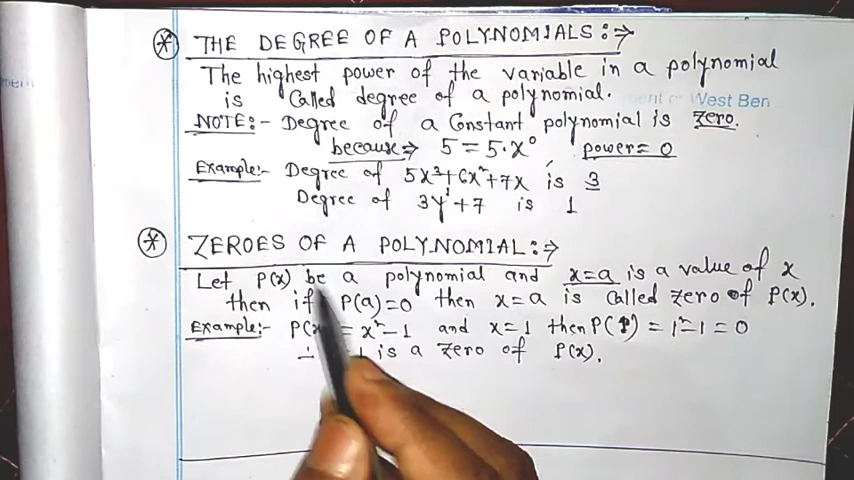 * THE DEGREE OF A POLYNOMIALS:⇒
The highest power of the variable in a polynomial
is called degree of a polynomial.
West Ben
NOTE:- Degree of a Constant polynomial is zero.
because⇒ 5 = 5·x⁰, power=0
Example:- Degree of 5x³+6x²+7x is 3
Degree of 3y¹+7 is 1
* ZEROES OF A POLYNOMIAL:⇒
Let P(x) be a polynomial and x=a is a value of x
then if P(a)=0 then x=a is called zero of P(x).
Example:- P(x) = x²-1 and x=1 then P(1) = 1²-1 = 0
∴ 1 is a zero of P(x).